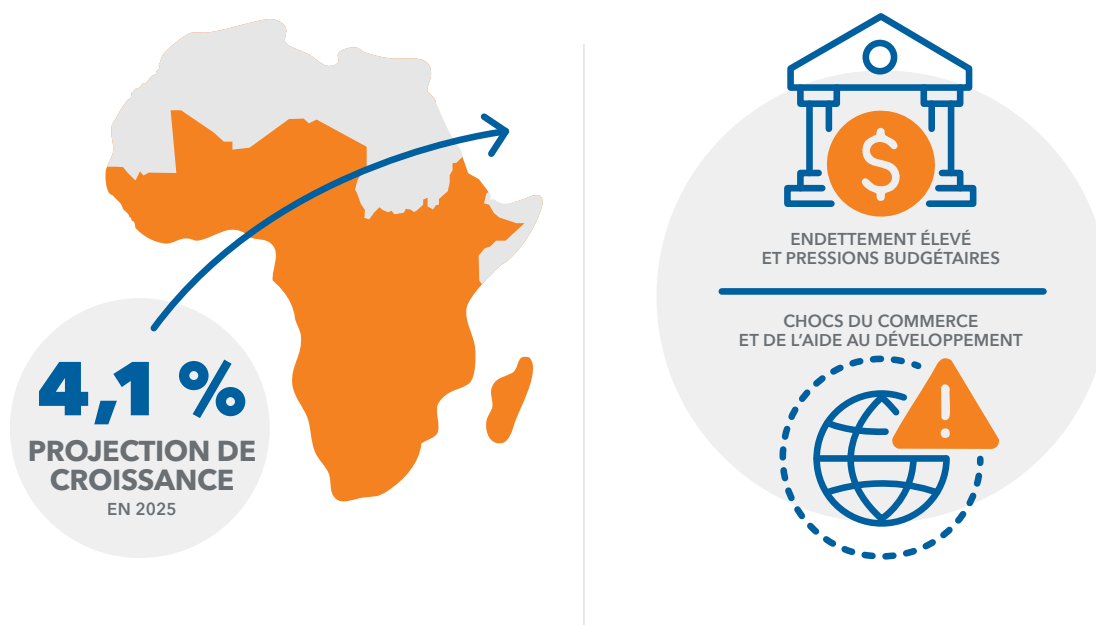 4,1 %
PROJECTION DE
CROISSANCE
EN 2025
$
ENDETTEMENT ÉLEVÉ
ET PRESSIONS BUDGÉTAIRES
CHOCS DU COMMERCE
ET DE L’AIDE AU DÉVELOPPEMENT
!